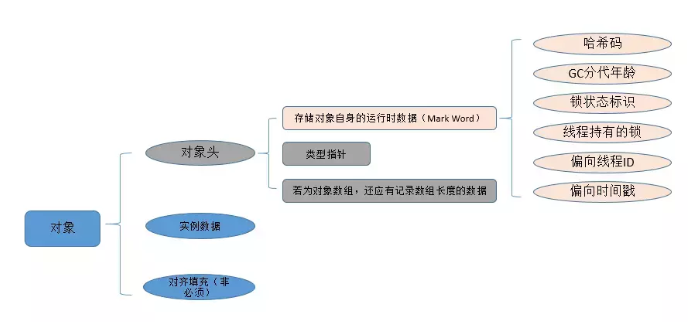 哈希码
GC分代年龄
锁状态标识
存储对象自身的运行时数据（Mark Word）
线程持有的锁
对象头
类型指针
偏向线程ID
若为对象数组，还应有记录数组长度的数据
偏向时间戳
对象
实例数据
对齐填充（非
必须）